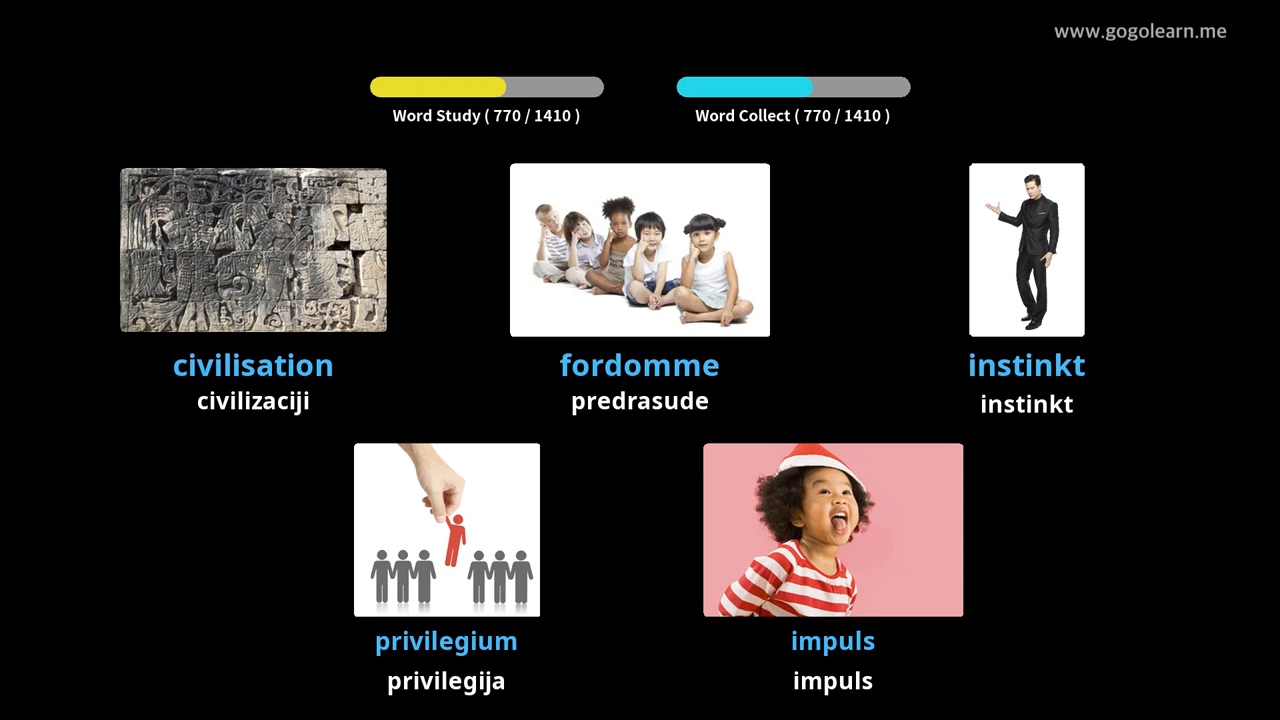 www.gogolearn.me
Word Study ( 770 / 1410 )
Word Collect ( 770 / 1410 )
civilisation
civilizaciji
fordomme
predrasude
instinkt
instinkt
privilegium
privilegija
impuls
impuls